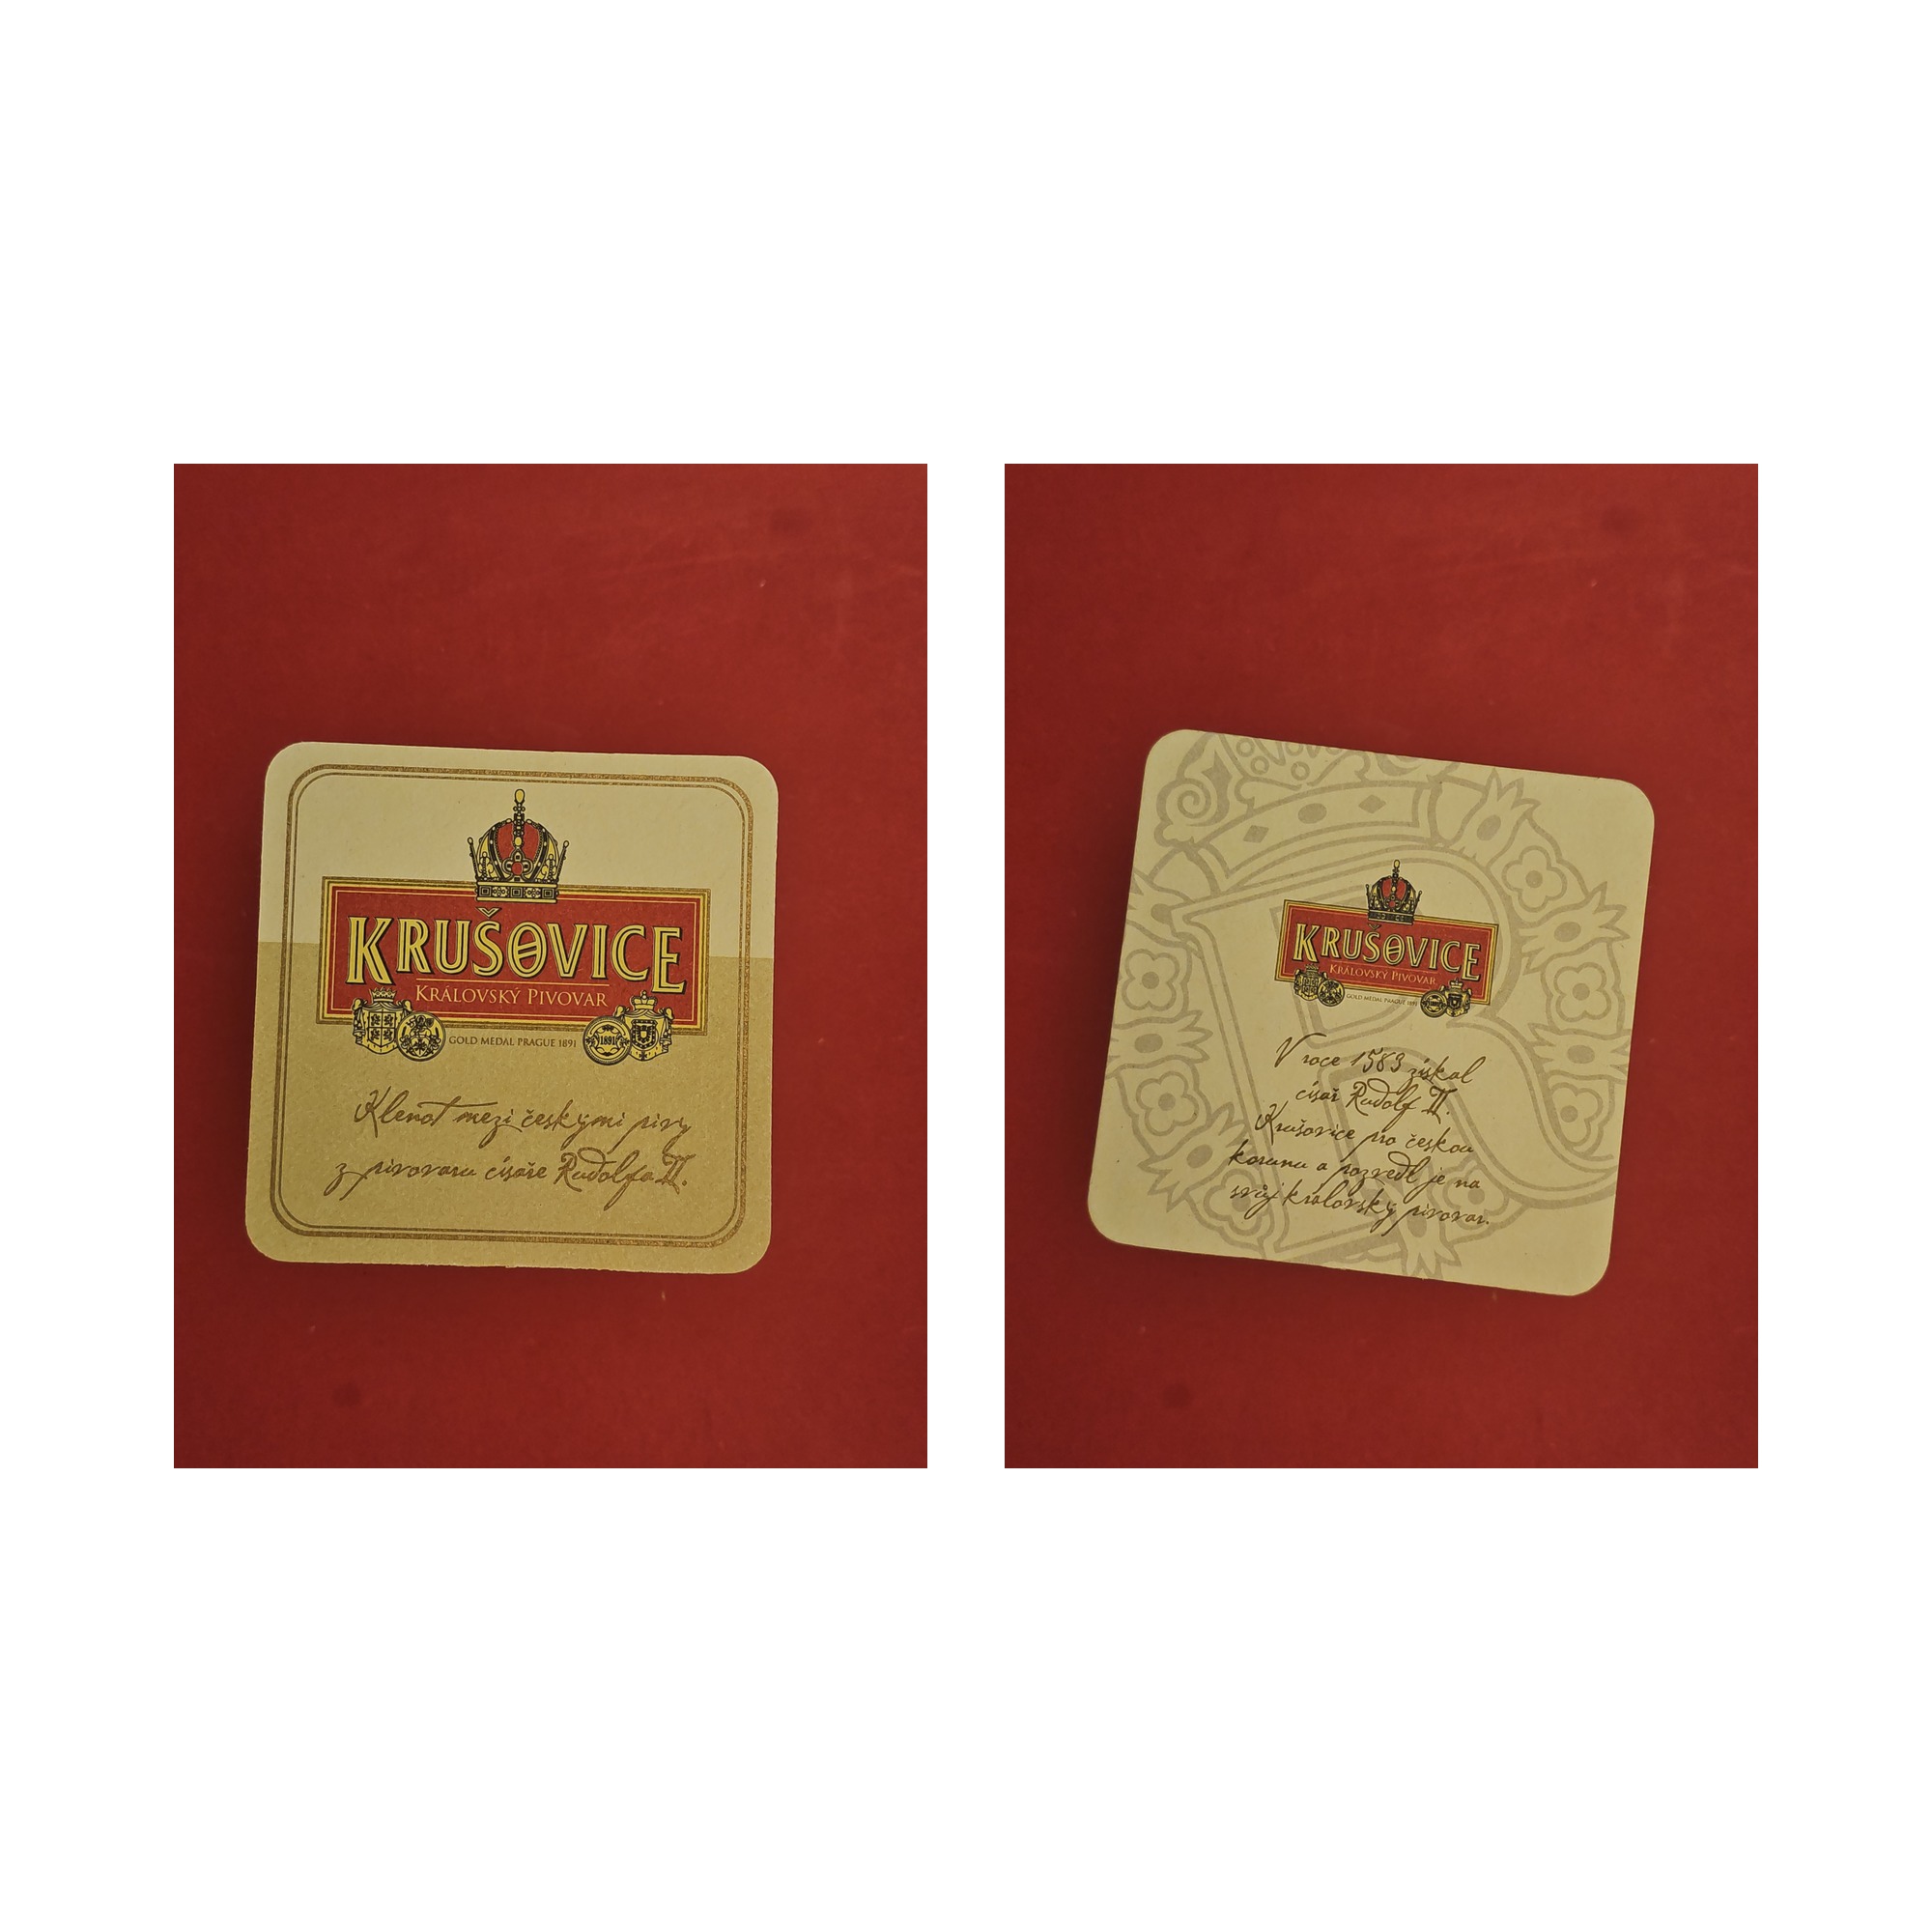 KRUŠOVICE
KRÁLOVSKÝ PIVOVAR
1891
GOLD MEDAL PRAGUE 1891
Klenot mezi českými pivy
z pivovaru císaře Rudolfa II.
KRUŠOVICE
KRÁLOVSKÝ PIVOVAR
GOLD MEDAL PRAGUE 1891
V roce 1583 získal
císař Rudolf II.
Krušovice pro českou
korunu a pozvedl je na
svůj královský pivovar.